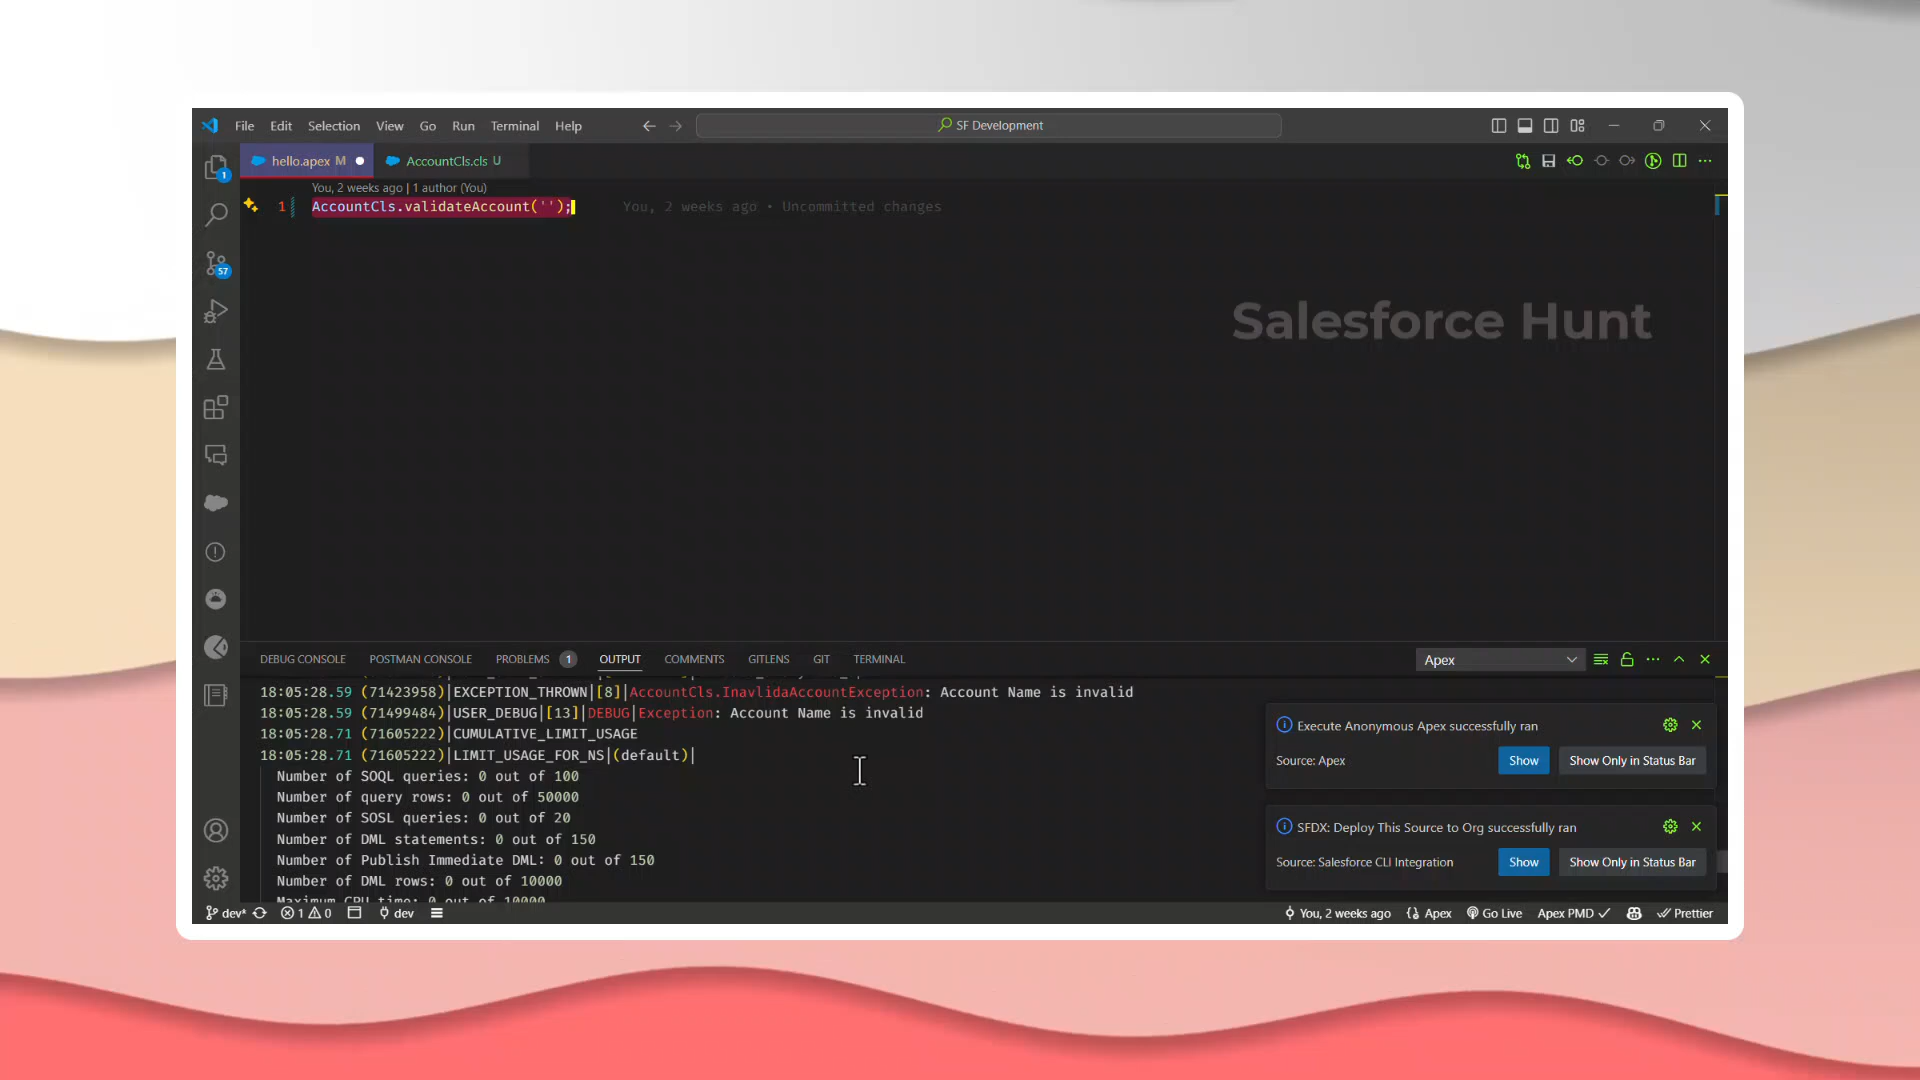 File Edit Selection View Go Run Terminal Help SF Development
hello.apex M AccountCls.cls U
You, 2 weeks ago | 1 author (You)
1 AccountCls.validateAccount(''); You, 2 weeks ago • Uncommitted changes
Salesforce Hunt
1
57
DEBUG CONSOLE POSTMAN CONSOLE PROBLEMS 1 OUTPUT COMMENTS GITLENS GIT TERMINAL Apex
18:05:28.59 (71423958)|EXCEPTION_THROWN|[8]|AccountCls.InavlidaAccountException: Account Name is invalid
18:05:28.59 (71499484)|USER_DEBUG|[13]|DEBUG|Exception: Account Name is invalid
18:05:28.71 (71605222)|CUMULATIVE_LIMIT_USAGE
18:05:28.71 (71605222)|LIMIT_USAGE_FOR_NS|(default)|
Number of SOQL queries: 0 out of 100
Number of query rows: 0 out of 50000
Number of SOSL queries: 0 out of 20
Number of DML statements: 0 out of 150
Number of Publish Immediate DML: 0 out of 150
Number of DML rows: 0 out of 10000
Maximum CPU time: 0 out of 10000
Execute Anonymous Apex successfully ran
Source: Apex Show Show Only in Status Bar
SFDX: Deploy This Source to Org successfully ran
Source: Salesforce CLI Integration Show Show Only in Status Bar
dev* 1 0 dev You, 2 weeks ago Apex Go Live Apex PMD Prettier